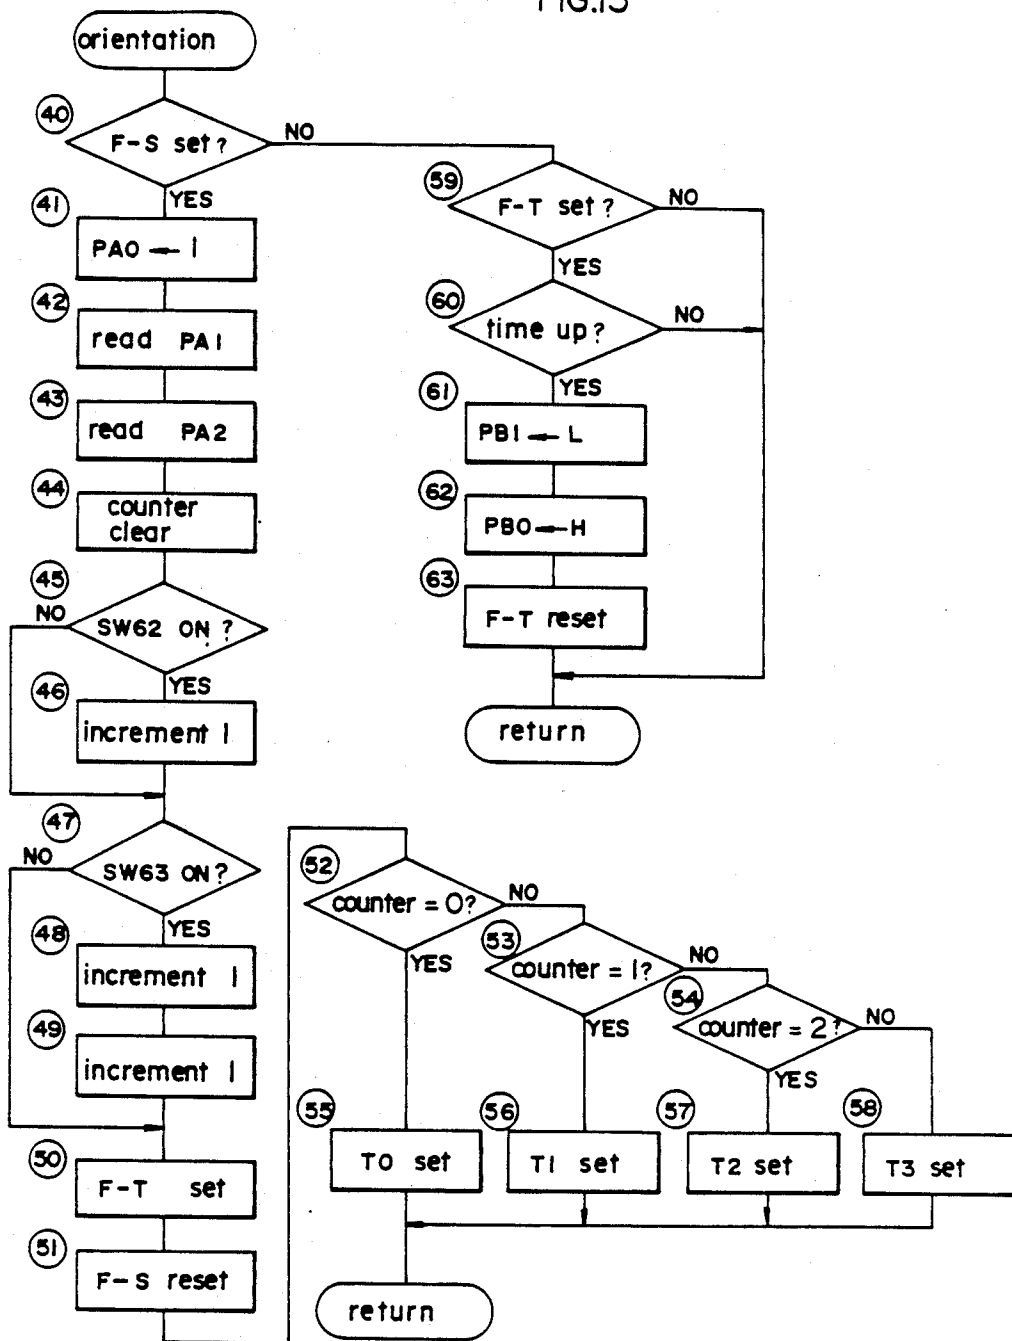 FIG.13
orientation
40
F-S set?
NO
YES
41
PA0 ← 1
42
read PA1
43
read PA2
44
counter
clear
45
NO
SW62 ON ?
YES
46
increment 1
47
NO
SW63 ON?
YES
48
increment 1
49
increment 1
50
F-T set
51
F-S reset
59
F-T set?
NO
YES
60
time up?
NO
YES
61
PB1 ← L
62
PB0 ← H
63
F-T reset
return
52
counter = 0?
NO
YES
53
counter = 1?
NO
YES
54
counter = 2?
NO
YES
55
T0 set
56
T1 set
57
T2 set
58
T3 set
return